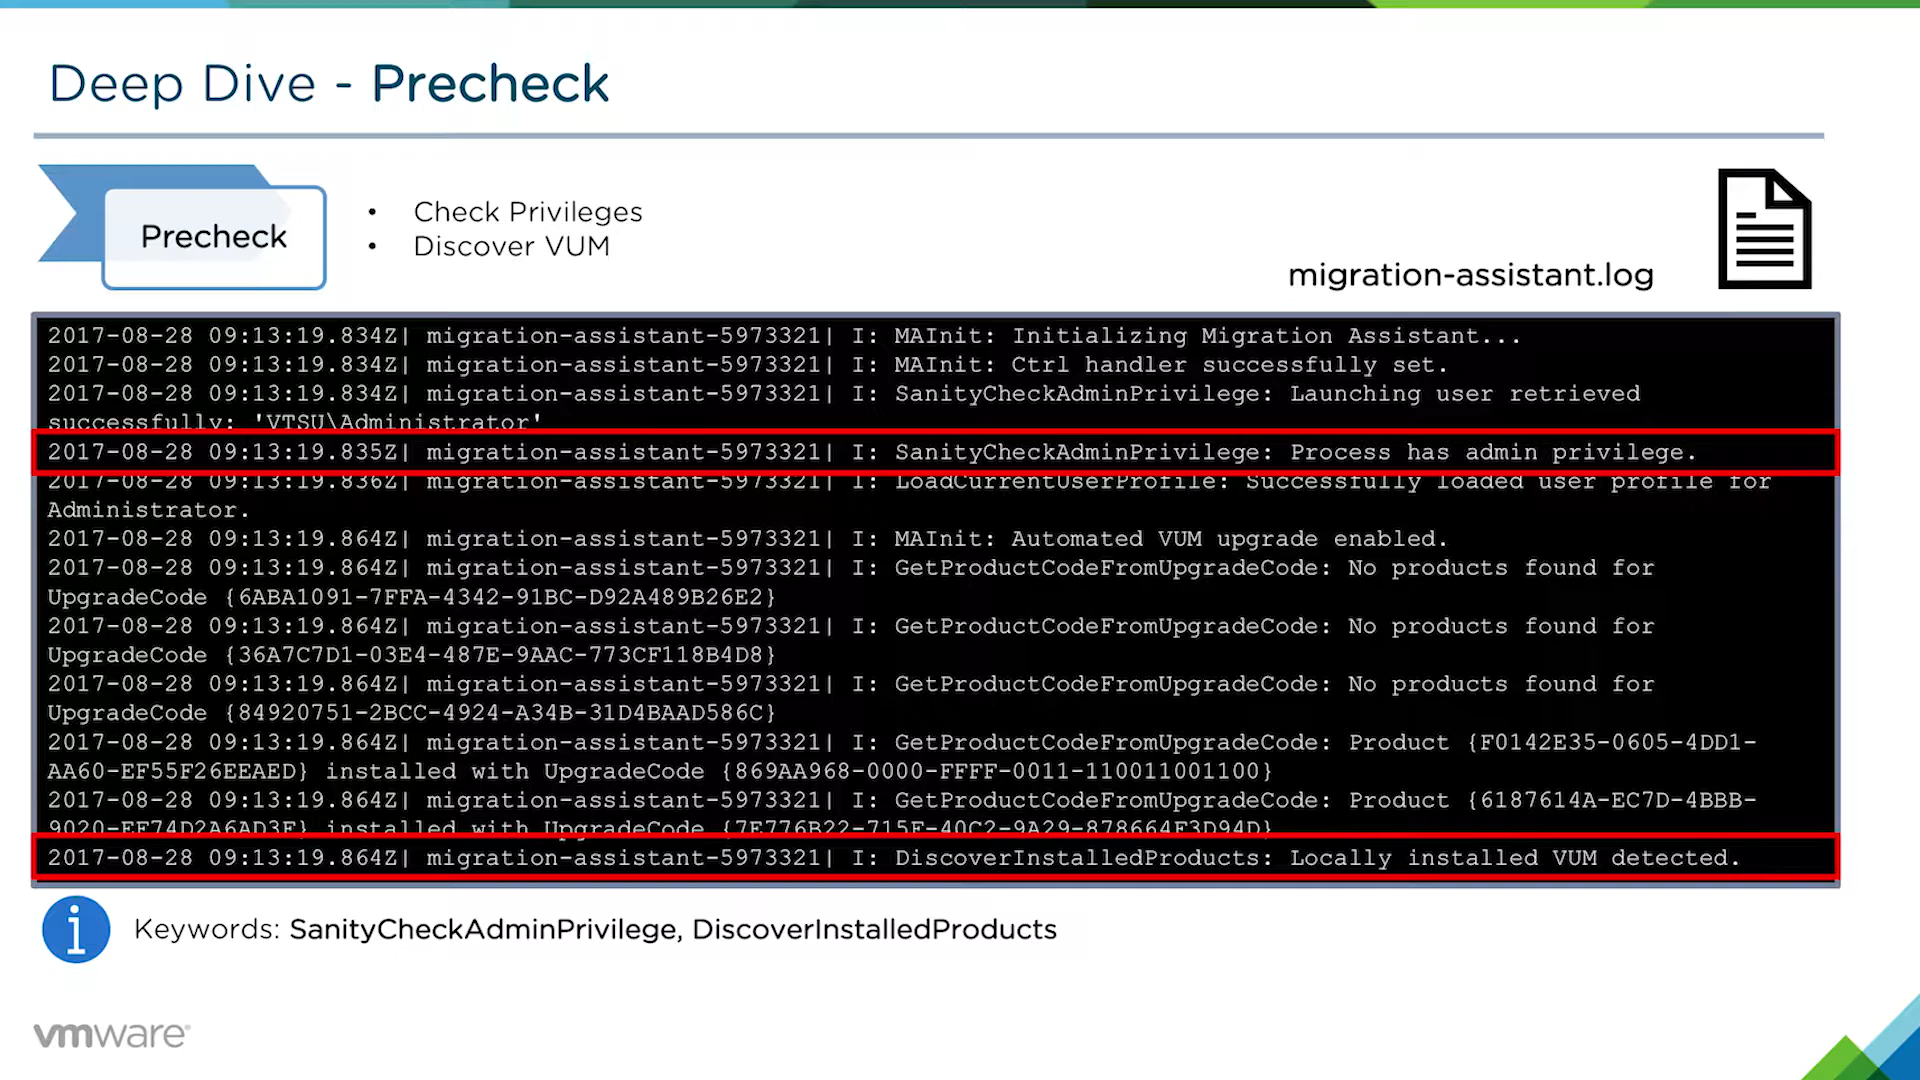 Deep Dive - Precheck
Precheck
• Check Privileges
• Discover VUM
migration-assistant.log
2017-08-28 09:13:19.834Z| migration-assistant-5973321| I: MAInit: Initializing Migration Assistant...
2017-08-28 09:13:19.834Z| migration-assistant-5973321| I: MAInit: Ctrl handler successfully set.
2017-08-28 09:13:19.834Z| migration-assistant-5973321| I: SanityCheckAdminPrivilege: Launching user retrieved
successfully: 'VTSU\Administrator'
2017-08-28 09:13:19.835Z| migration-assistant-5973321| I: SanityCheckAdminPrivilege: Process has admin privilege.
2017-08-28 09:13:19.836Z| migration-assistant-5973321| I: LoadCurrentUserProfile: Successfully loaded user profile for
Administrator.
2017-08-28 09:13:19.864Z| migration-assistant-5973321| I: MAInit: Automated VUM upgrade enabled.
2017-08-28 09:13:19.864Z| migration-assistant-5973321| I: GetProductCodeFromUpgradeCode: No products found for
UpgradeCode {6ABA1091-7FFA-4342-91BC-D92A489B26E2}
2017-08-28 09:13:19.864Z| migration-assistant-5973321| I: GetProductCodeFromUpgradeCode: No products found for
UpgradeCode {36A7C7D1-03E4-487E-9AAC-773CF118B4D8}
2017-08-28 09:13:19.864Z| migration-assistant-5973321| I: GetProductCodeFromUpgradeCode: No products found for
UpgradeCode {84920751-2BCC-4924-A34B-31D4BAAD586C}
2017-08-28 09:13:19.864Z| migration-assistant-5973321| I: GetProductCodeFromUpgradeCode: Product {F0142E35-0605-4DD1-
AA60-EF55F26EEAED} installed with UpgradeCode {869AA968-0000-FFFF-0011-110011001100}
2017-08-28 09:13:19.864Z| migration-assistant-5973321| I: GetProductCodeFromUpgradeCode: Product {6187614A-EC7D-4BBB-
9020-EF74D2A6AD3F} installed with UpgradeCode {7E776B22-715F-40C2-9A29-878664F3D94D}
2017-08-28 09:13:19.864Z| migration-assistant-5973321| I: DiscoverInstalledProducts: Locally installed VUM detected.
i
Keywords: SanityCheckAdminPrivilege, DiscoverInstalledProducts
vmware®